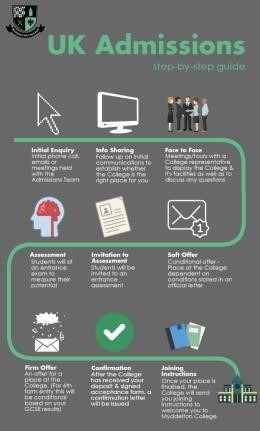 UK Admissions
step-by-step guide
Initial Enquiry
Initial phone call,
emails or
meetings held
with the
Admissions Team
Info Sharing
Follow up on initial
communications to
establish whether
the College is the
right place for you
Face to Face
Meetings/tours with a
College representative
to display the College &
it's facilities as well as to
discuss any questions
Assessment
Students will sit
an entrance
exam to
measure their
potential
Invitation to
Assessment
Students will be
invited to an
entrance
assessment
Soft Offer
Conditional offer -
Place at the College
dependent on
conditions stated in an
official letter
1
Firm Offer
An offer for a
place at the
College. (For 6th
form entry this will
be conditional
based on your
GCSE results)
Confirmation
After the College
has received your
deposit & signed
acceptance form, a
confirmation letter
will be issued
Joining
Instructions
Once your place is
finalised, the
College will send
you joining
instructions to
welcome you to
Myddelton College